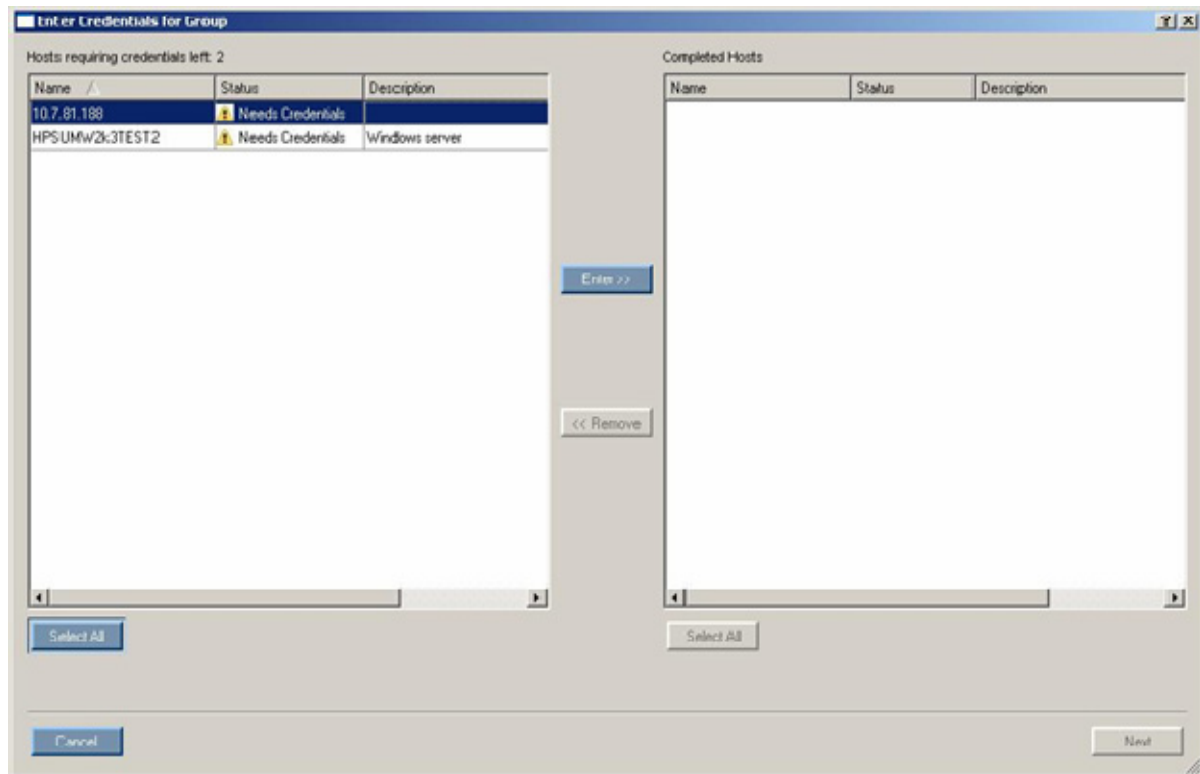 Enter Credentials for Group
Hosts requiring credentials left: 2
Name Status Description
10.7.81.188 Needs Credentials
HPSUMW2k3TEST2 Needs Credentials Windows server
Select All
Enter >>
<< Remove
Completed Hosts
Name Status Description
Select All
Cancel
Next